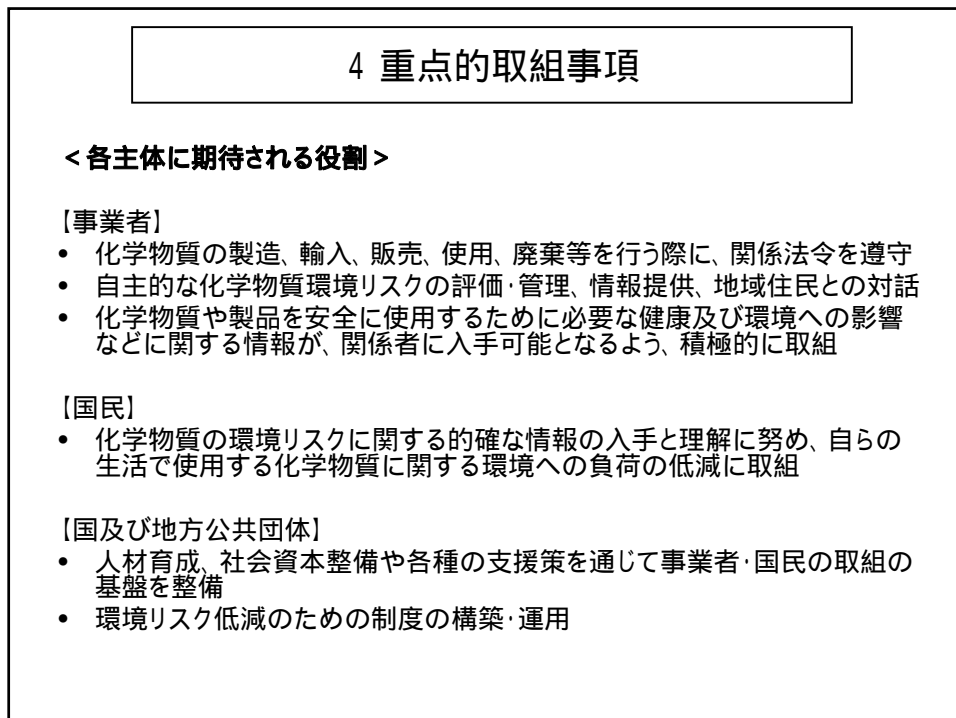 4 重点的取組事項
<各主体に期待される役割>
【事業者】
• 化学物質の製造、輸入、販売、使用、廃棄等を行う際に、関係法令を遵守
• 自主的な化学物質環境リスクの評価・管理、情報提供、地域住民との対話
• 化学物質や製品を安全に使用するために必要な健康及び環境への影響
などに関する情報が、関係者に入手可能となるよう、積極的に取組
【国民】
• 化学物質の環境リスクに関する的確な情報の入手と理解に努め、自らの
生活で使用する化学物質に関する環境への負荷の低減に取組
【国及び地方公共団体】
• 人材育成、社会資本整備や各種の支援策を通じて事業者・国民の取組の
基盤を整備
• 環境リスク低減のための制度の構築・運用